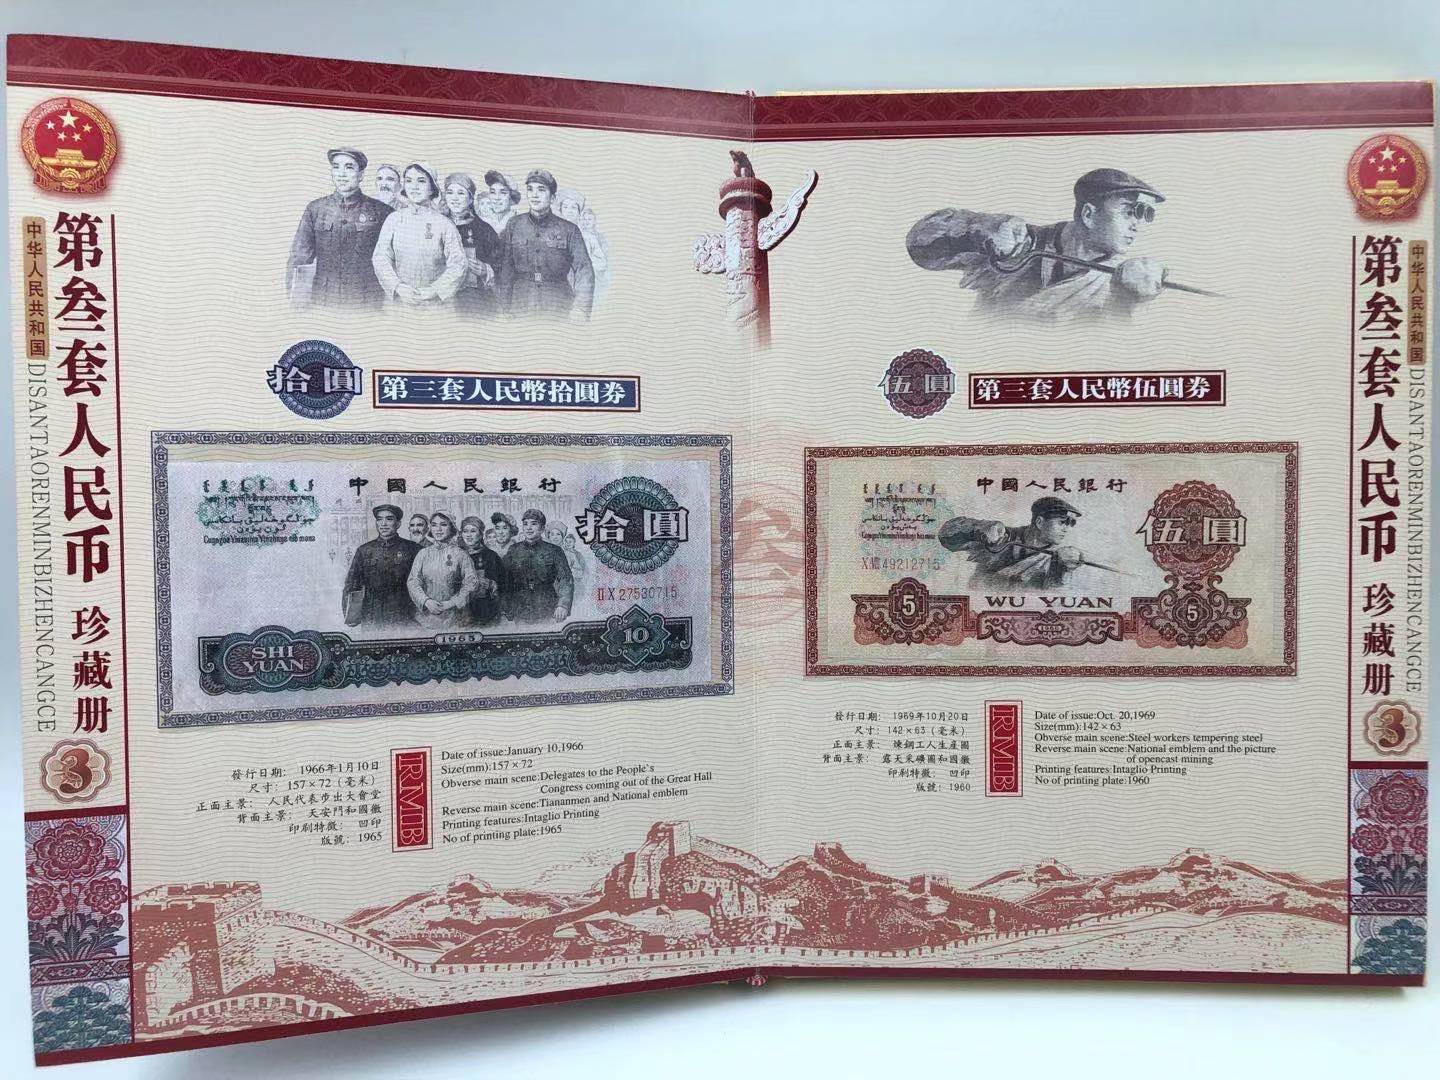 中华人民共和国
第叁套人民币 珍藏册
DISANTAORENMINBIZHENCANGCE
3
拾圓
第三套人民幣拾圓券
中國人民銀行
拾圓
ⅡX27530715
1965
SHI
YUAN
10
發行日期: 1966年1月10日
尺寸: 157×72 (毫米)
正面主景: 人民代表步出大會堂
背面主景: 天安門和國徽
印刷特徵: 凹印
版號: 1965
RMB
Date of issue:January 10,1966
Size(mm):157×72
Obverse main scene:Delegates to the People's
Congress coming out of the Great Hall
Reverse main scene:Tiananmen and National emblem
Printing features:Intaglio Printing
No of printing plate:1965
叁
伍圓
第三套人民幣伍圓券
中國人民銀行
伍圓
49212715
5
WU YUAN
5
發行日期: 1969年10月20日
尺寸: 142×63 (毫米)
正面主景: 煉鋼工人生產圖
背面主景: 露天采礦圖和國徽
印刷特徵: 凹印
版號: 1960
RMB
Date of issue:Oct. 20,1969
Size(mm):142×63
Obverse main scene:Steel workers tempering steel
Reverse main scene:National emblem and the picture
of opencast mining
Printing features:Intaglio Printing
No of printing plate:1960
中华人民共和国
第叁套人民币 珍藏册
DISANTAORENMINBIZHENCANGCE
3